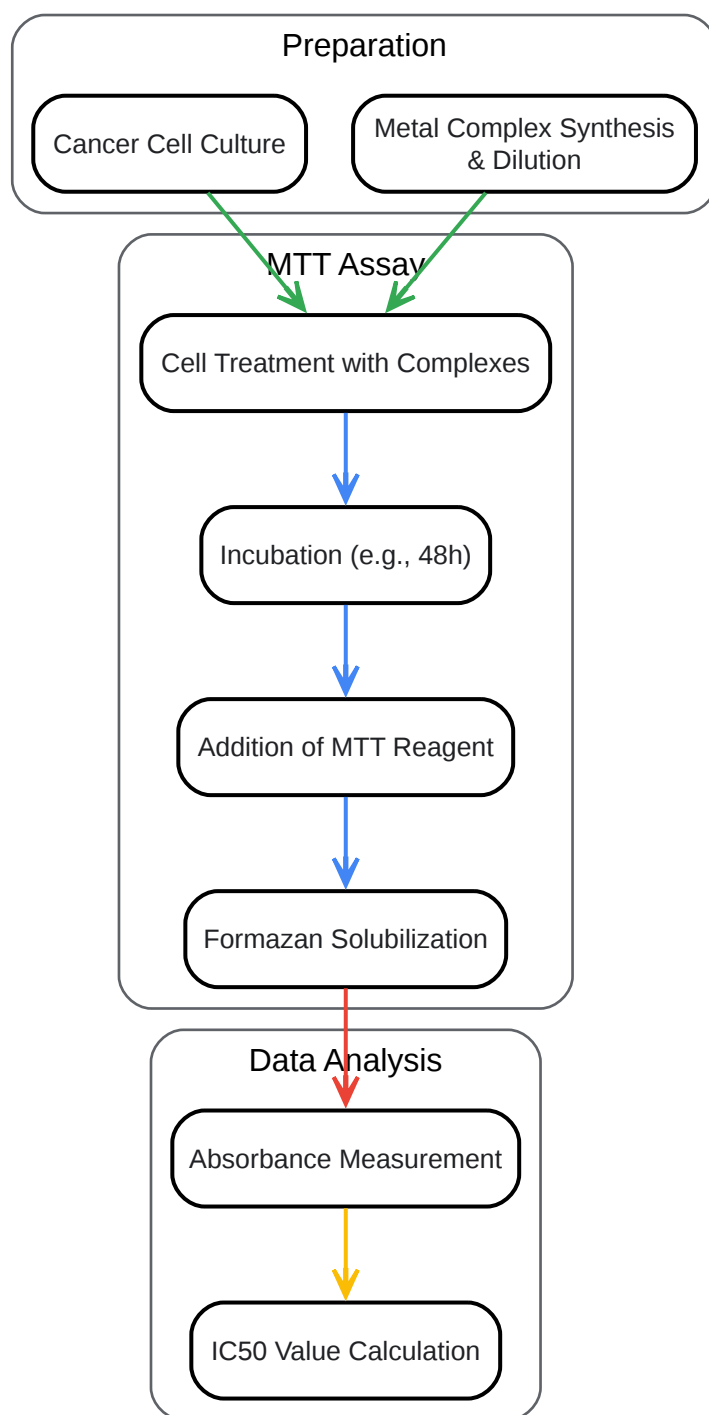 Preparation
Cancer Cell Culture
Metal Complex Synthesis
& Dilution
MTT Assay
Cell Treatment with Complexes
Incubation (e.g., 48h)
Addition of MTT Reagent
Formazan Solubilization
Data Analysis
Absorbance Measurement
IC50 Value Calculation